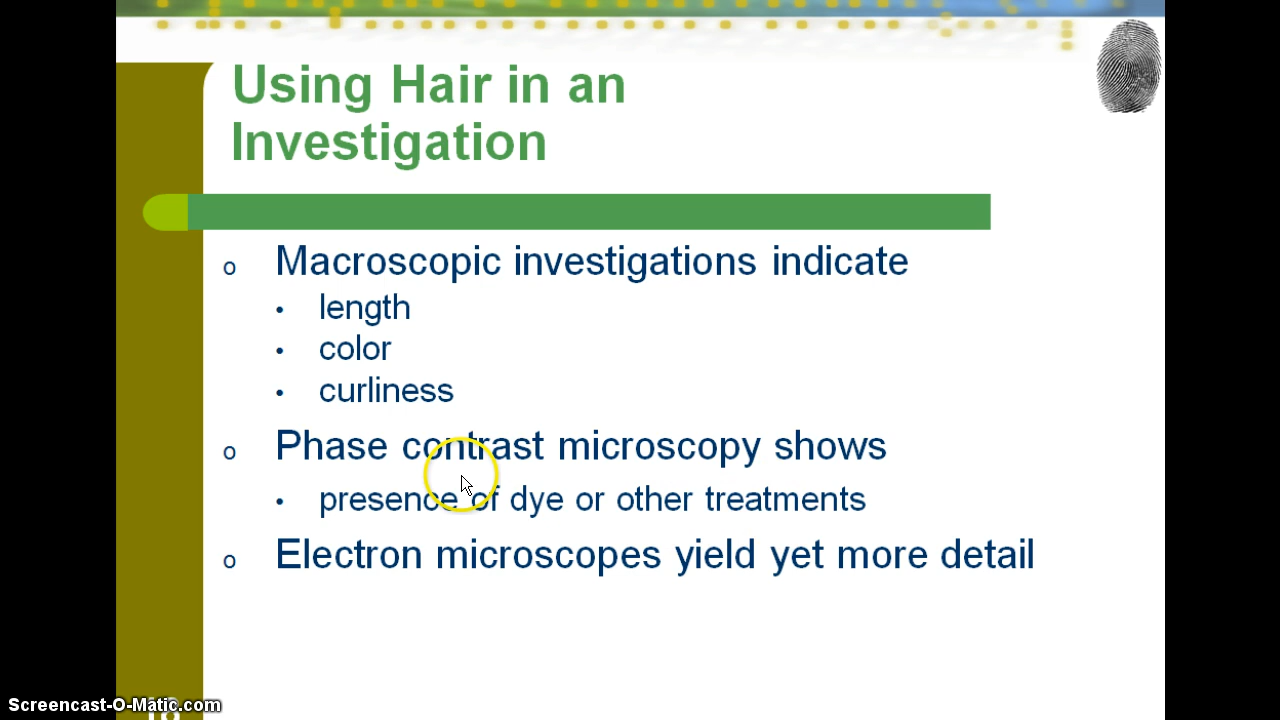 Using Hair in an
Investigation
o Macroscopic investigations indicate
• length
• color
• curliness
o Phase contrast microscopy shows
• presence of dye or other treatments
o Electron microscopes yield yet more detail
Screencast-O-Matic.com